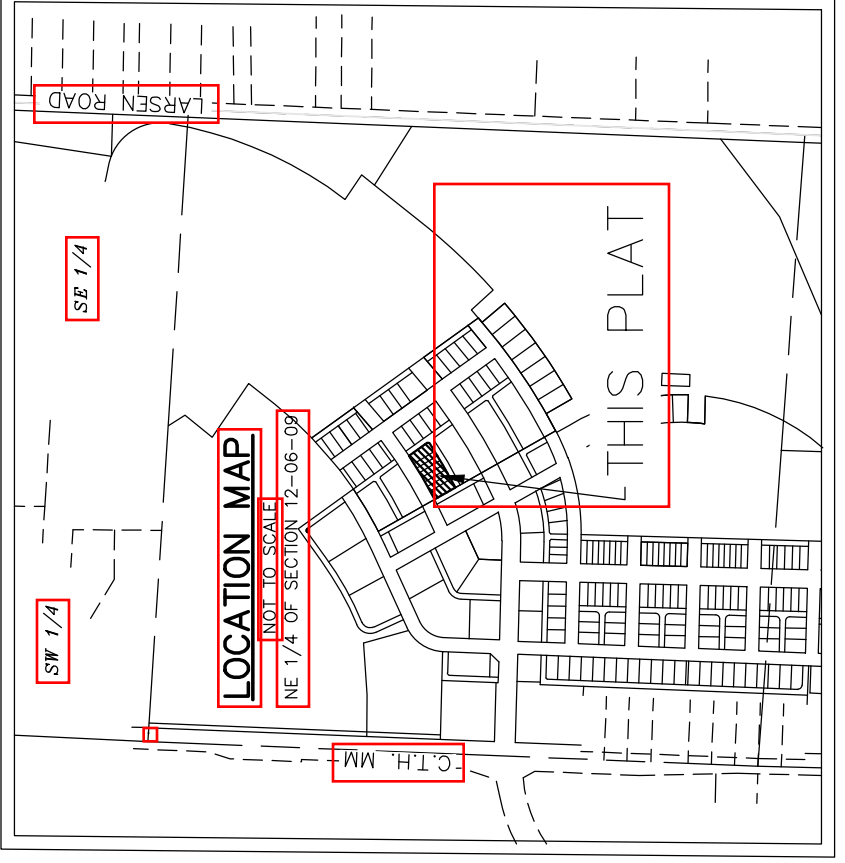 LARSEN ROAD
SE 1/4
SW 1/4
LOCATION MAP
NOT TO SCALE
NE 1/4 OF SECTION 12-06-09
THIS PLAT
C.T.H. MM